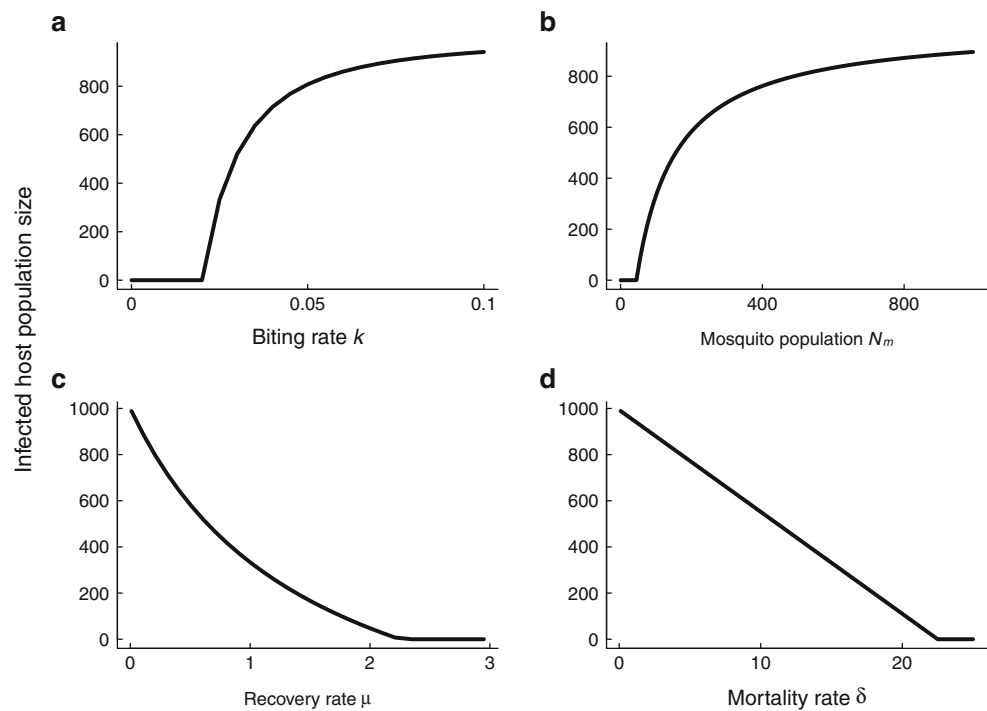 Infected host population size
a
800
600
400
200
0
0 0.05 0.1
Biting rate k
b
800
600
400
200
0
0 400 800
Mosquito population Nm
c
1000
800
600
400
200
0
0 1 2 3
Recovery rate μ
d
1000
800
600
400
200
0
0 10 20
Mortality rate δ